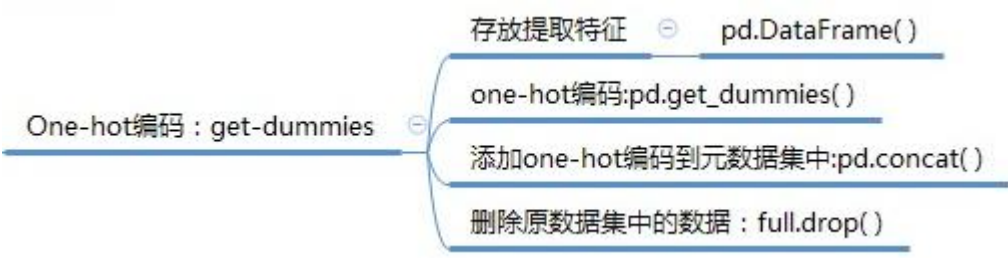 存放提取特征
pd.DataFrame( )
one-hot编码:pd.get_dummies( )
One-hot编码：get-dummies
添加one-hot编码到元数据集中:pd.concat( )
删除原数据集中的数据：full.drop( )